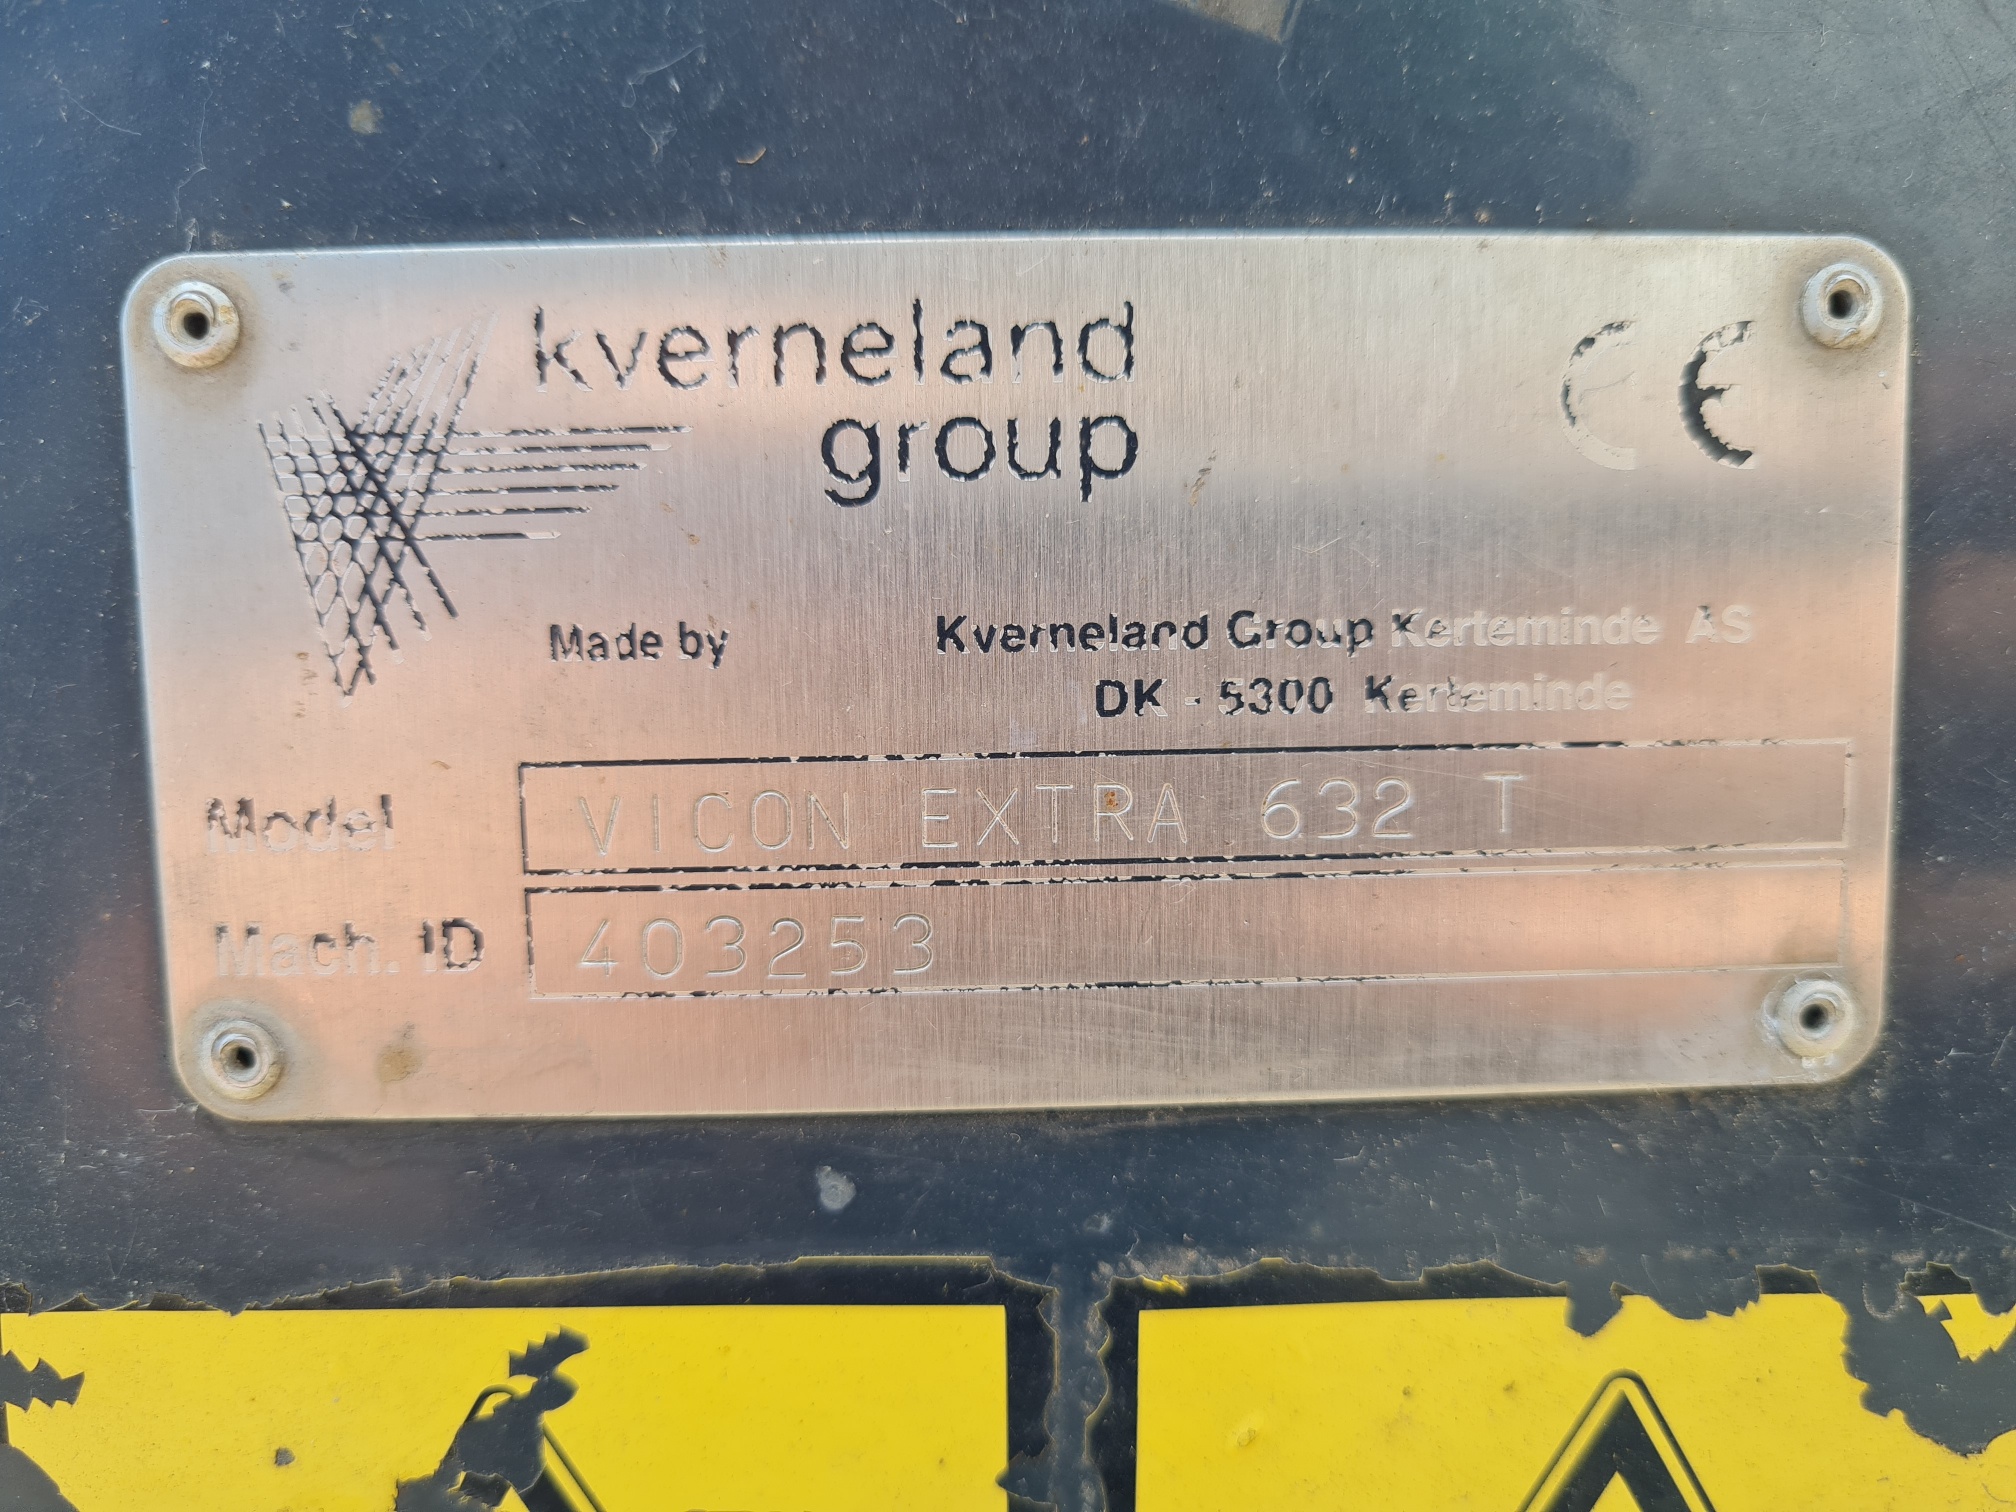 kverneland
group
CE
Made by Kverneland Group Kerteminde AS
DK - 5300 Kerteminde
Model VICON EXTRA 632 T
Mach. ID 403253